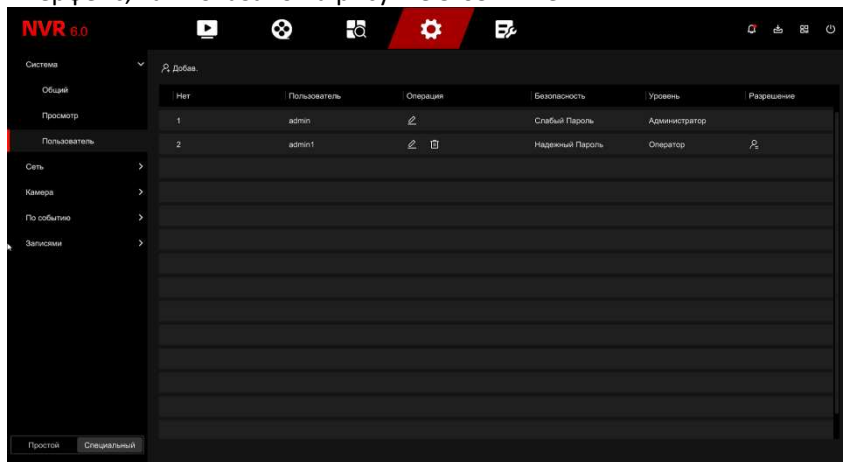 NVR 6.0
Система
Общий
Просмотр
Пользователь
Сеть
Камера
По событию
Записями
Добав.
Нет Пользователь Операция Безопасность Уровень Разрешение
1 admin Слабый Пароль Администратор
2 admin1 Надежный Пароль Оператор
Простой Специальный